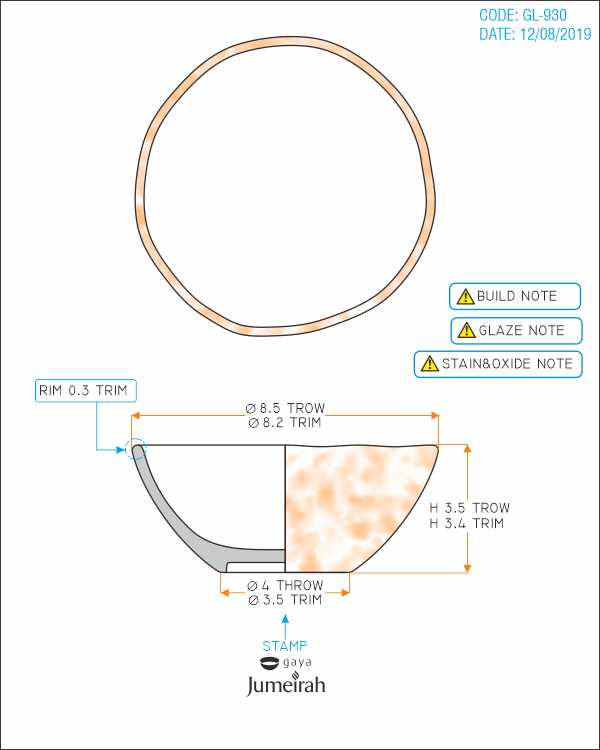 CODE: GL-930
DATE: 12/08/2019
BUILD NOTE
GLAZE NOTE
STAIN&OXIDE NOTE
RIM 0.3 TRIM
Ø 8.5 TROW
Ø 8.2 TRIM
H 3.5 TROW
H 3.4 TRIM
Ø 4 THROW
Ø 3.5 TRIM
STAMP
gaya
Jumeirah